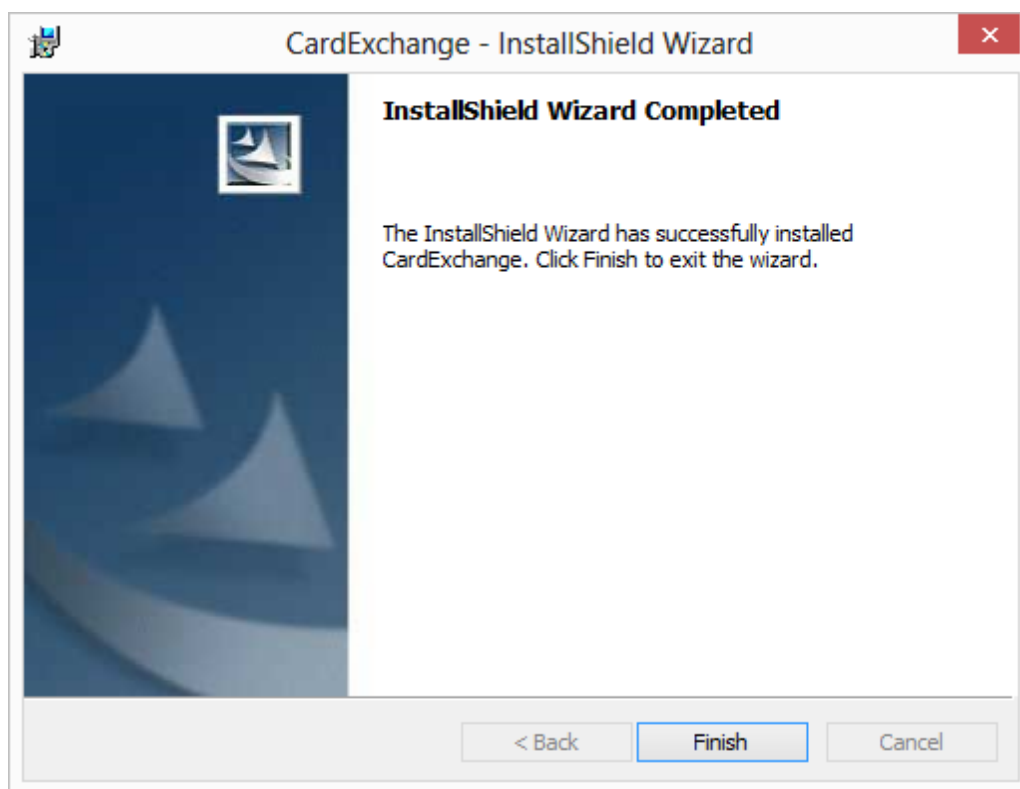 CardExchange - InstallShield Wizard
InstallShield Wizard Completed
The InstallShield Wizard has successfully installed
CardExchange. Click Finish to exit the wizard.
< Back
Finish
Cancel